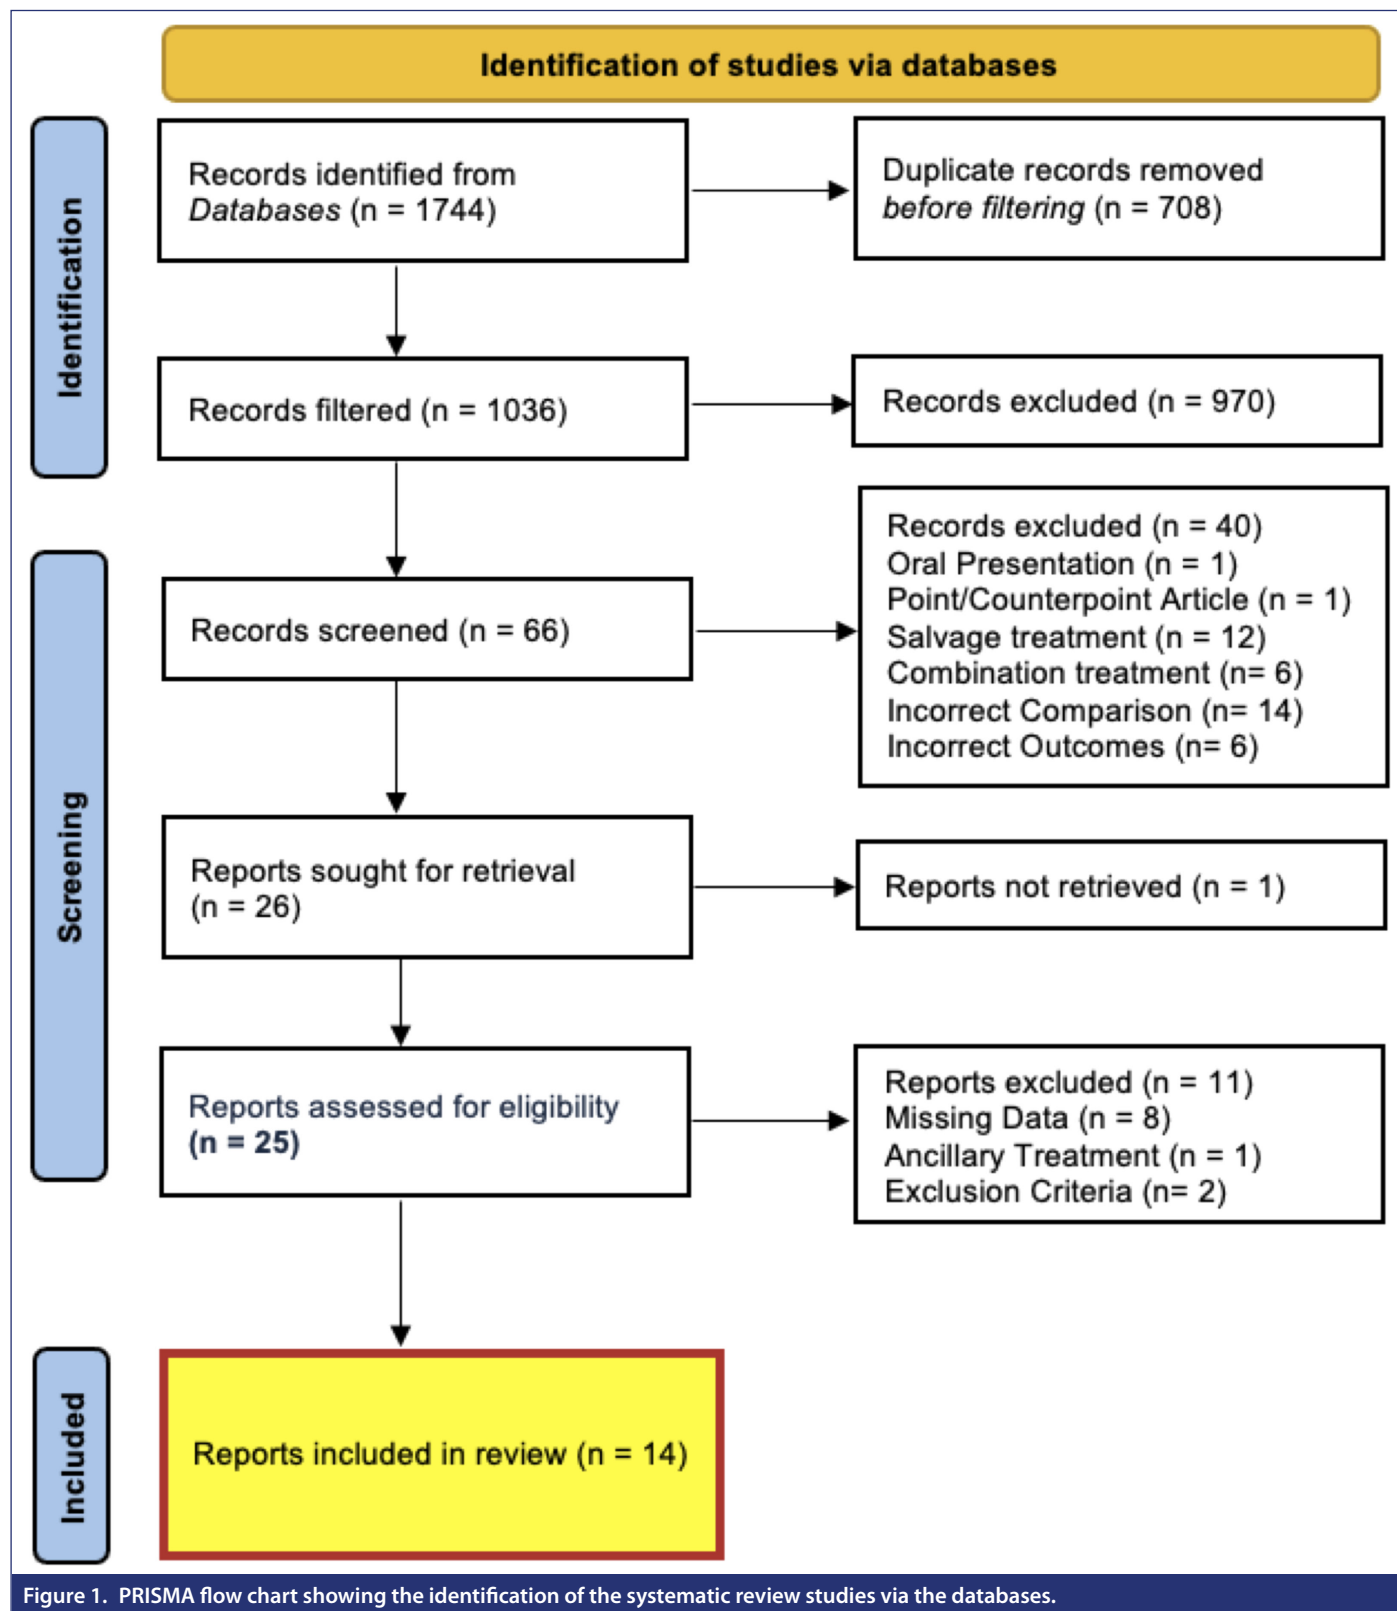 Identification of studies via databases
Identification
Records identified from
Databases (n = 1744)
Duplicate records removed
before filtering (n = 708)
Records filtered (n = 1036)
Records excluded (n = 970)
Screening
Records screened (n = 66)
Records excluded (n = 40)
Oral Presentation (n = 1)
Point/Counterpoint Article (n = 1)
Salvage treatment (n = 12)
Combination treatment (n= 6)
Incorrect Comparison (n= 14)
Incorrect Outcomes (n= 6)
Reports sought for retrieval
(n = 26)
Reports not retrieved (n = 1)
Reports assessed for eligibility
(n = 25)
Reports excluded (n = 11)
Missing Data (n = 8)
Ancillary Treatment (n = 1)
Exclusion Criteria (n= 2)
Included
Reports included in review (n = 14)
Figure 1. PRISMA flow chart showing the identification of the systematic review studies via the databases.